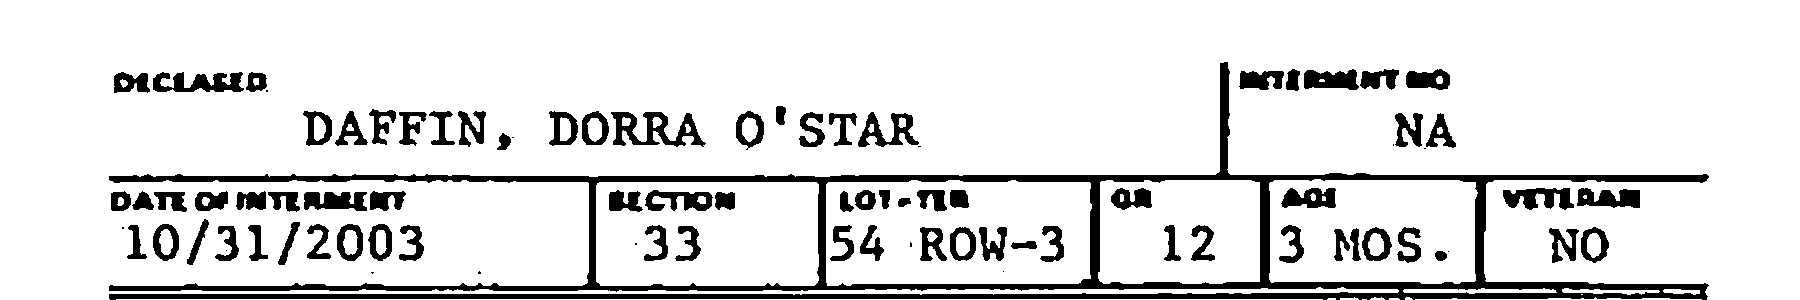 DECEASED INTERMENT NO
DAFFIN, DORRA O'STAR NA
DATE OF INTERMENT SECTION LOT-TER GR AGE VETERAN
10/31/2003 33 54 ROW-3 12 3 MOS. NO